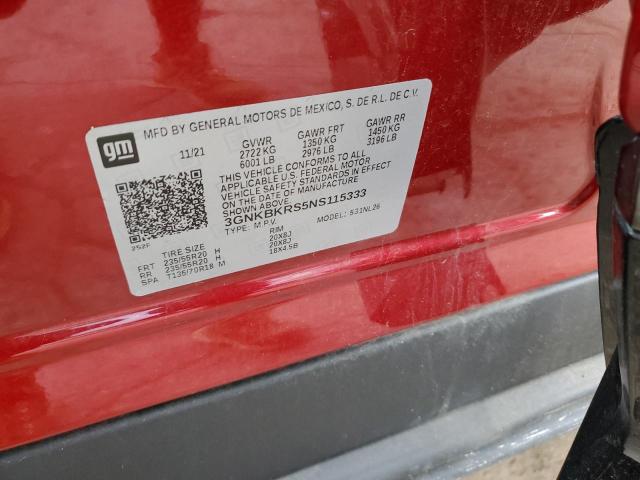 MFD BY GENERAL MOTORS DE MEXICO, S. DE R.L. DE C.V.
gm
11/21 GVWR GAWR FRT GAWR RR
2722 KG 1350 KG 1450 KG
6001 LB 2976 LB 3196 LB
THIS VEHICLE CONFORMS TO ALL
APPLICABLE U.S. FEDERAL MOTOR
VEHICLE SAFETY STANDARDS IN EFFECT
ON THE DATE OF MANUFACTURE
SHOWN ABOVE.
3GNKBKRS5NS115333
TYPE: M.P.V. S31NL26
252F
TIRE SIZE RIM
FRT 235/55R20 H 20X8J
RR 235/55R20 H 20X8J
SPA T135/70R18 M 18X4.5B